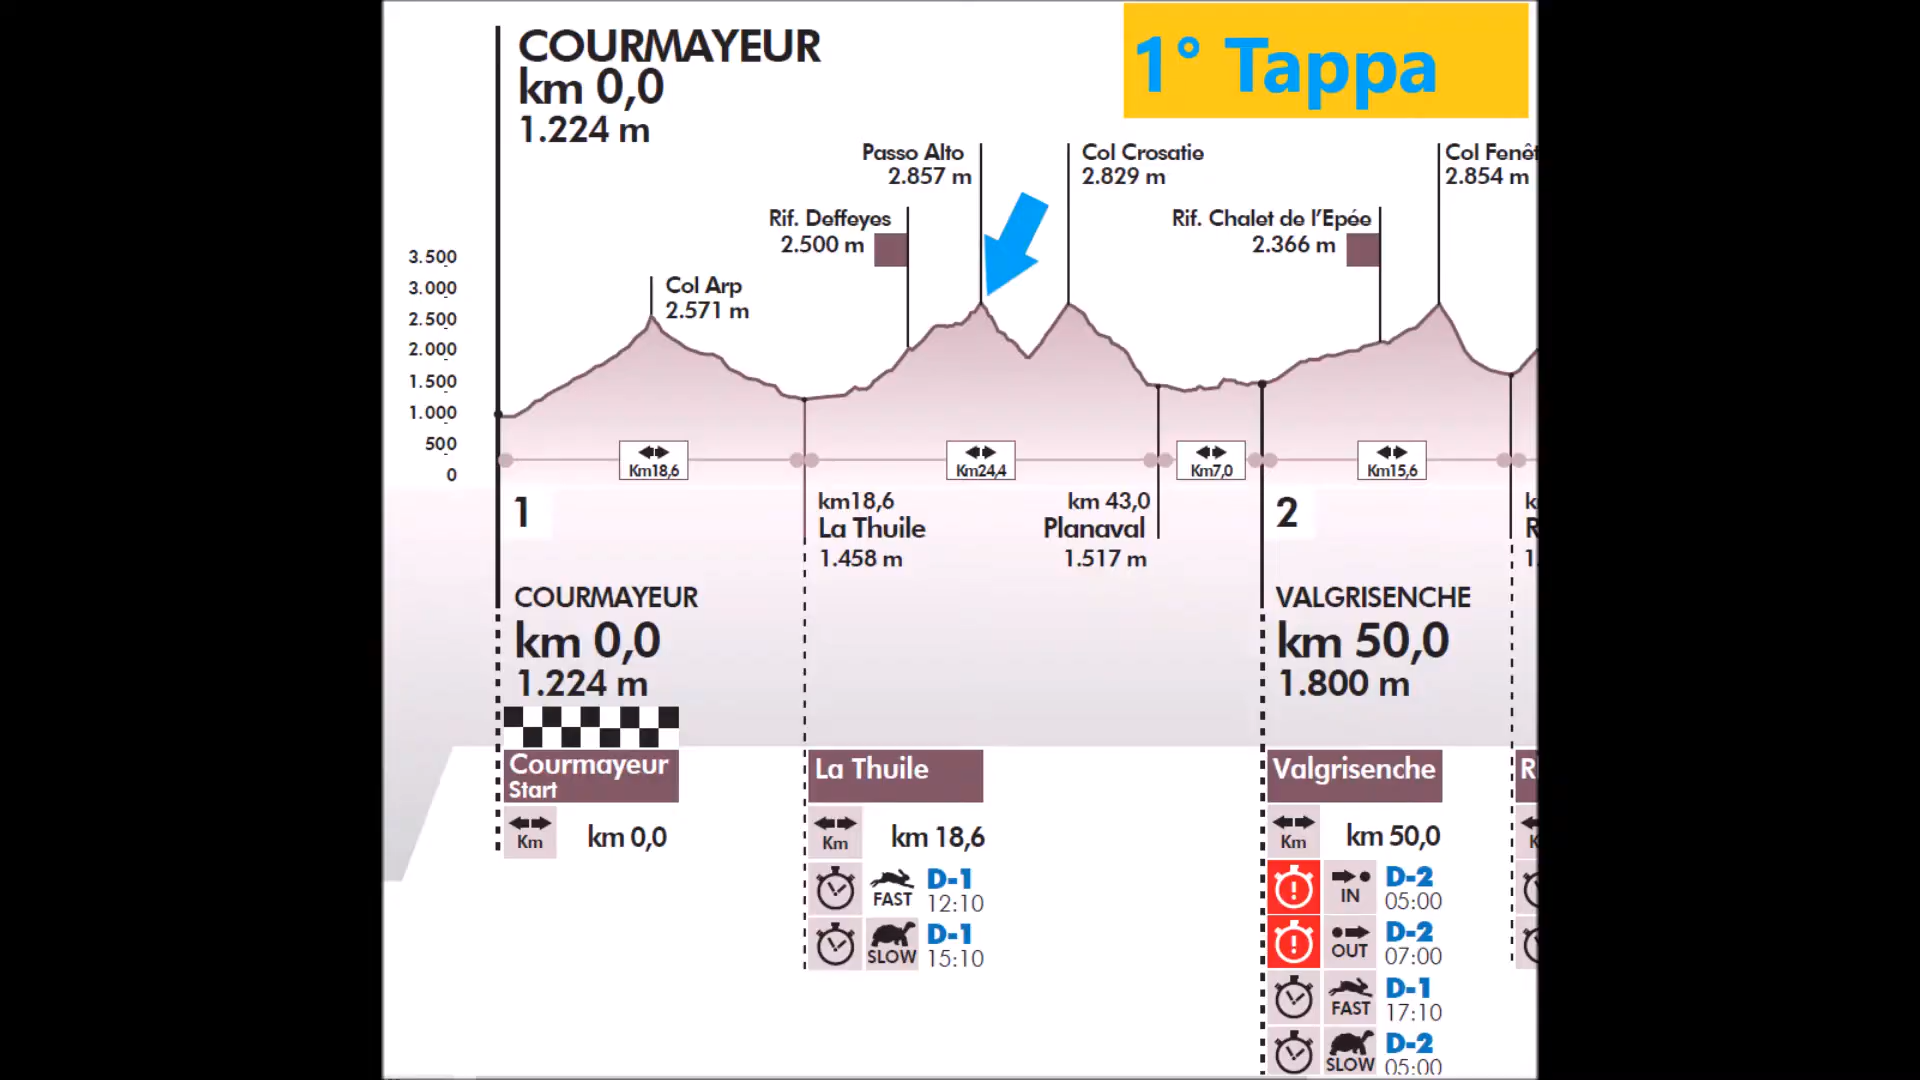 COURMAYEUR
km 0,0
1.224 m
1° Tappa
Passo Alto
2.857 m
Col Crosatie
2.829 m
Col Fenêt
2.854 m
Rif. Deffeyes
2.500 m
Rif. Chalet de l'Epée
2.366 m
Col Arp
2.571 m
3.500
3.000
2.500
2.000
1.500
1.000
500
0
Km18,6
Km24,4
Km7,0
Km15,6
1
km18,6
La Thuile
1.458 m
km 43,0
Planaval
1.517 m
2
COURMAYEUR
km 0,0
1.224 m
VALGRISENCHE
km 50,0
1.800 m
Courmayeur
Start
Km
km 0,0
La Thuile
Km
km 18,6
FAST
D-1
12:10
SLOW
D-1
15:10
Valgrisenche
Km
km 50,0
IN
D-2
05:00
OUT
D-2
07:00
FAST
D-1
17:10
SLOW
D-2
05:00
R